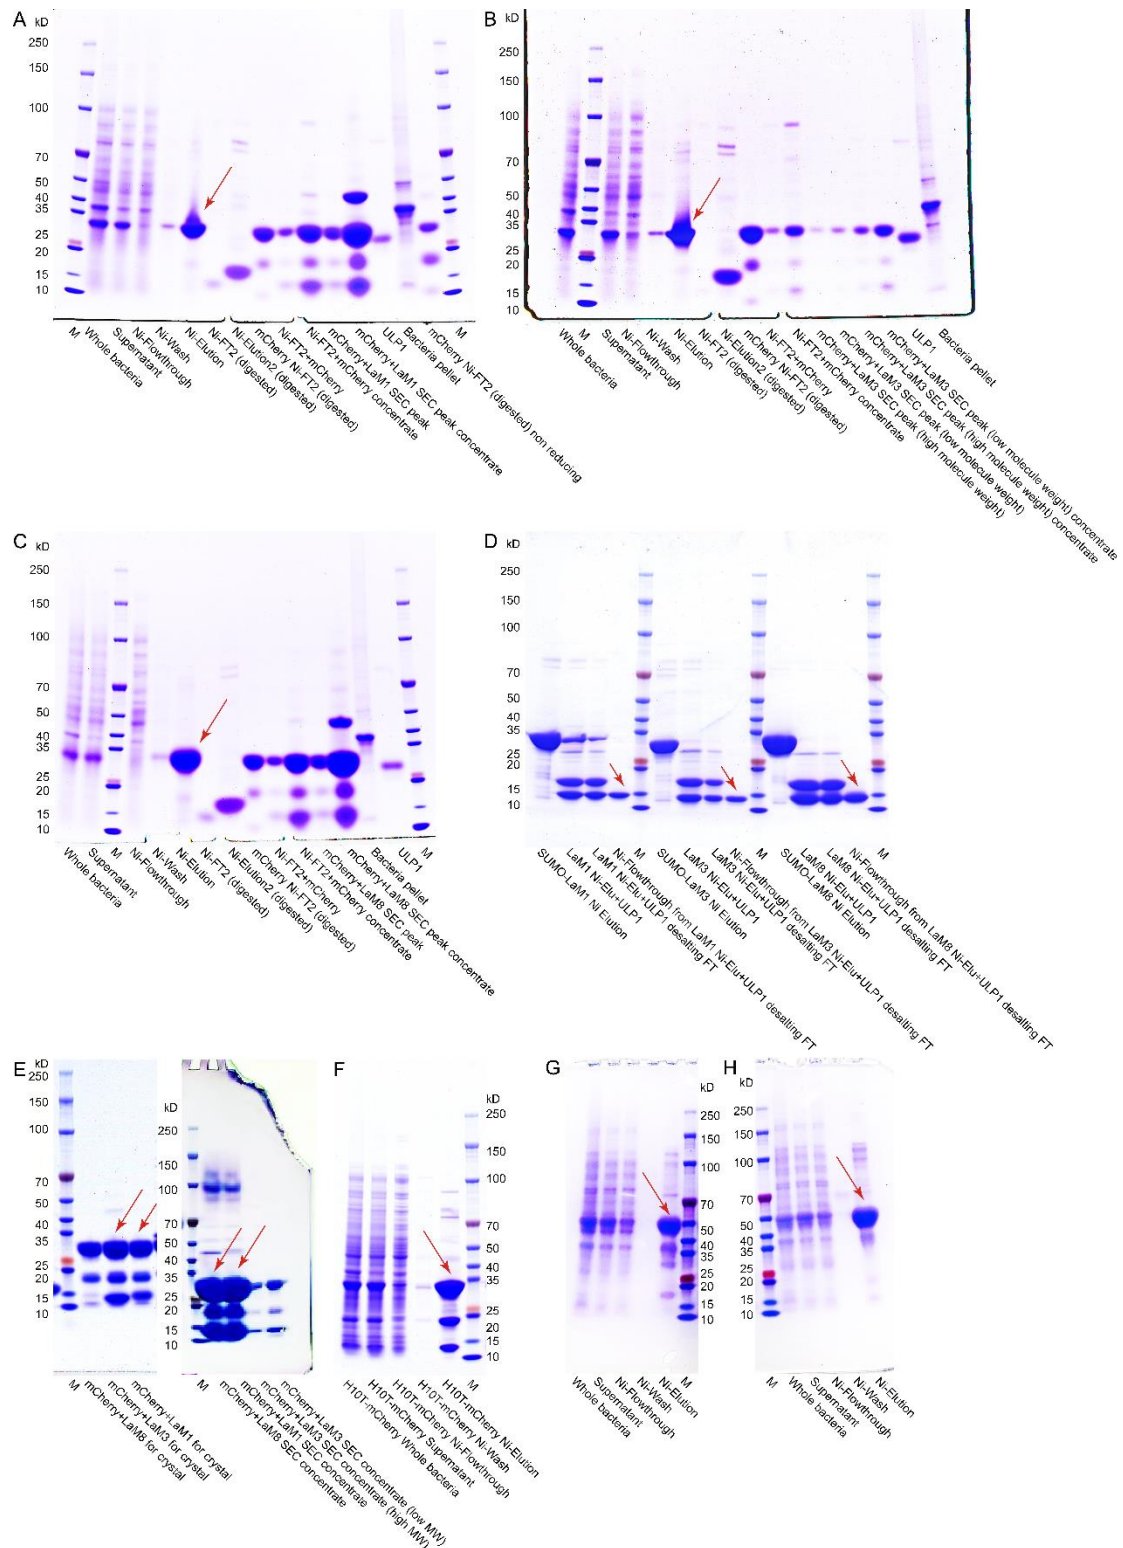 A
kD
250
150
100
70
50
40
35
25
20
15
10
M
Whole bacteria
Supernatant
Ni-Flowthrough
Ni-Wash
Ni-Elution
Ni-FT2 (digested)
Ni-Elution2 (digested)
mCherry Ni-FT2 (digested)
Ni-FT2+mCherry
Ni-FT2+mCherry concentrate
mCherry+LaM1 SEC peak
mCherry+LaM1 SEC peak concentrate
ULP1
Bacteria pellet
mCherry Ni-FT2 (digested) non reducing
M
B
kD
250
150
100
70
50
40
35
25
20
15
10
Whole bacteria
M
Supernatant
Ni-Flowthrough
Ni-Wash
Ni-Elution
Ni-FT2 (digested)
Ni-Elution2 (digested)
mCherry Ni-FT2 (digested)
Ni-FT2+mCherry
Ni-FT2+mCherry concentrate
mCherry+LaM3 SEC peak (high molecule weight)
mCherry+LaM3 SEC peak (low molecule weight)
mCherry+LaM3 SEC peak (high molecule weight) concentrate
mCherry+LaM3 SEC peak (low molecule weight) concentrate
ULP1
Bacteria pellet
C
kD
250
150
100
70
50
40
35
25
20
15
10
Whole bacteria
Supernatant
M
Ni-Flowthrough
Ni-Wash
Ni-Elution
Ni-FT2 (digested)
Ni-Elution2 (digested)
mCherry Ni-FT2 (digested)
Ni-FT2+mCherry
Ni-FT2+mCherry concentrate
mCherry+LaM8 SEC peak
mCherry+LaM8 SEC peak concentrate
Bacteria pellet
ULP1
M
D
kD
250
150
100
70
50
40
35
25
20
15
10
SUMO-LaM1 Ni Elution
LaM1 Ni-Elu+ULP1
LaM1 Ni-Elu+ULP1 desalting FT
Ni-Flowthrough from LaM1 Ni-Elu+ULP1 desalting FT
M
SUMO-LaM3 Ni Elution
LaM3 Ni-Elu+ULP1
LaM3 Ni-Elu+ULP1 desalting FT
Ni-Flowthrough from LaM3 Ni-Elu+ULP1 desalting FT
M
SUMO-LaM8 Ni Elution
LaM8 Ni-Elu+ULP1
LaM8 Ni-Elu+ULP1 desalting FT
Ni-Flowthrough from LaM8 Ni-Elu+ULP1 desalting FT
M
E
kD
250
150
100
70
50
40
35
20
15
10
M
mCherry+LaM8 for crystal
mCherry+LaM3 for crystal
mCherry+LaM1 for crystal
kD
250
150
100
70
50
40
35
25
20
15
10
M
mCherry+LaM8 SEC concentrate
mCherry+LaM1 SEC concentrate
mCherry+LaM3 SEC concentrate (high MW)
mCherry+LaM3 SEC concentrate (low MW)
F
kD
250
150
100
70
50
40
35
25
20
15
10
H10T-mCherry Whole bacteria
H10T-mCherry Supernatant
H10T-mCherry Ni-Flowthrough
H10T-mCherry Ni-Wash
H10T-mCherry Ni-Elution
M
G
kD
250
150
100
70
50
40
35
25
20
15
10
Whole bacteria
Supernatant
Ni-Flowthrough
Ni-Wash
Ni-Elution
M
H
kD
250
150
100
70
50
40
35
25
20
15
10
M
Whole bacteria
Supernatant
Ni-Flowthrough
Ni-Wash
Ni-Elution